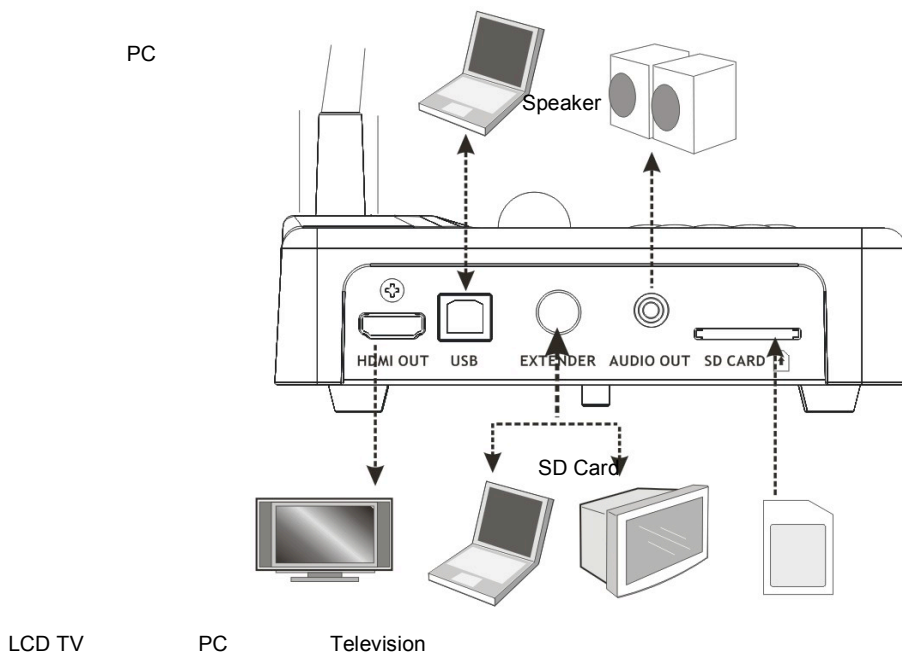 PC
Speaker
HDMI OUT USB EXTENDER AUDIO OUT SD CARD
SD Card
LCD TV PC Television